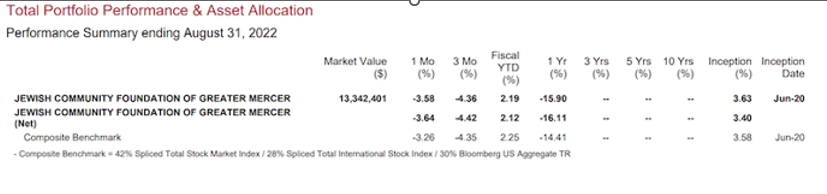 Total Portfolio Performance & Asset Allocation
Performance Summary ending August 31, 2022
Market Value ($) 1 Mo (%) 3 Mo (%) Fiscal YTD (%) 1 Yr (%) 3 Yrs (%) 5 Yrs (%) 10 Yrs (%) Inception (%) Inception Date
JEWISH COMMUNITY FOUNDATION OF GREATER MERCER 13,342,401 -3.58 -4.36 2.19 -15.90 -- -- -- 3.63 Jun-20
JEWISH COMMUNITY FOUNDATION OF GREATER MERCER (Net) -3.64 -4.42 2.12 -16.11 -- -- -- 3.40
Composite Benchmark -3.26 -4.35 2.25 -14.41 -- -- -- 3.58 Jun-20
- Composite Benchmark = 42% Spliced Total Stock Market Index / 28% Spliced Total International Stock Index / 30% Bloomberg US Aggregate TR